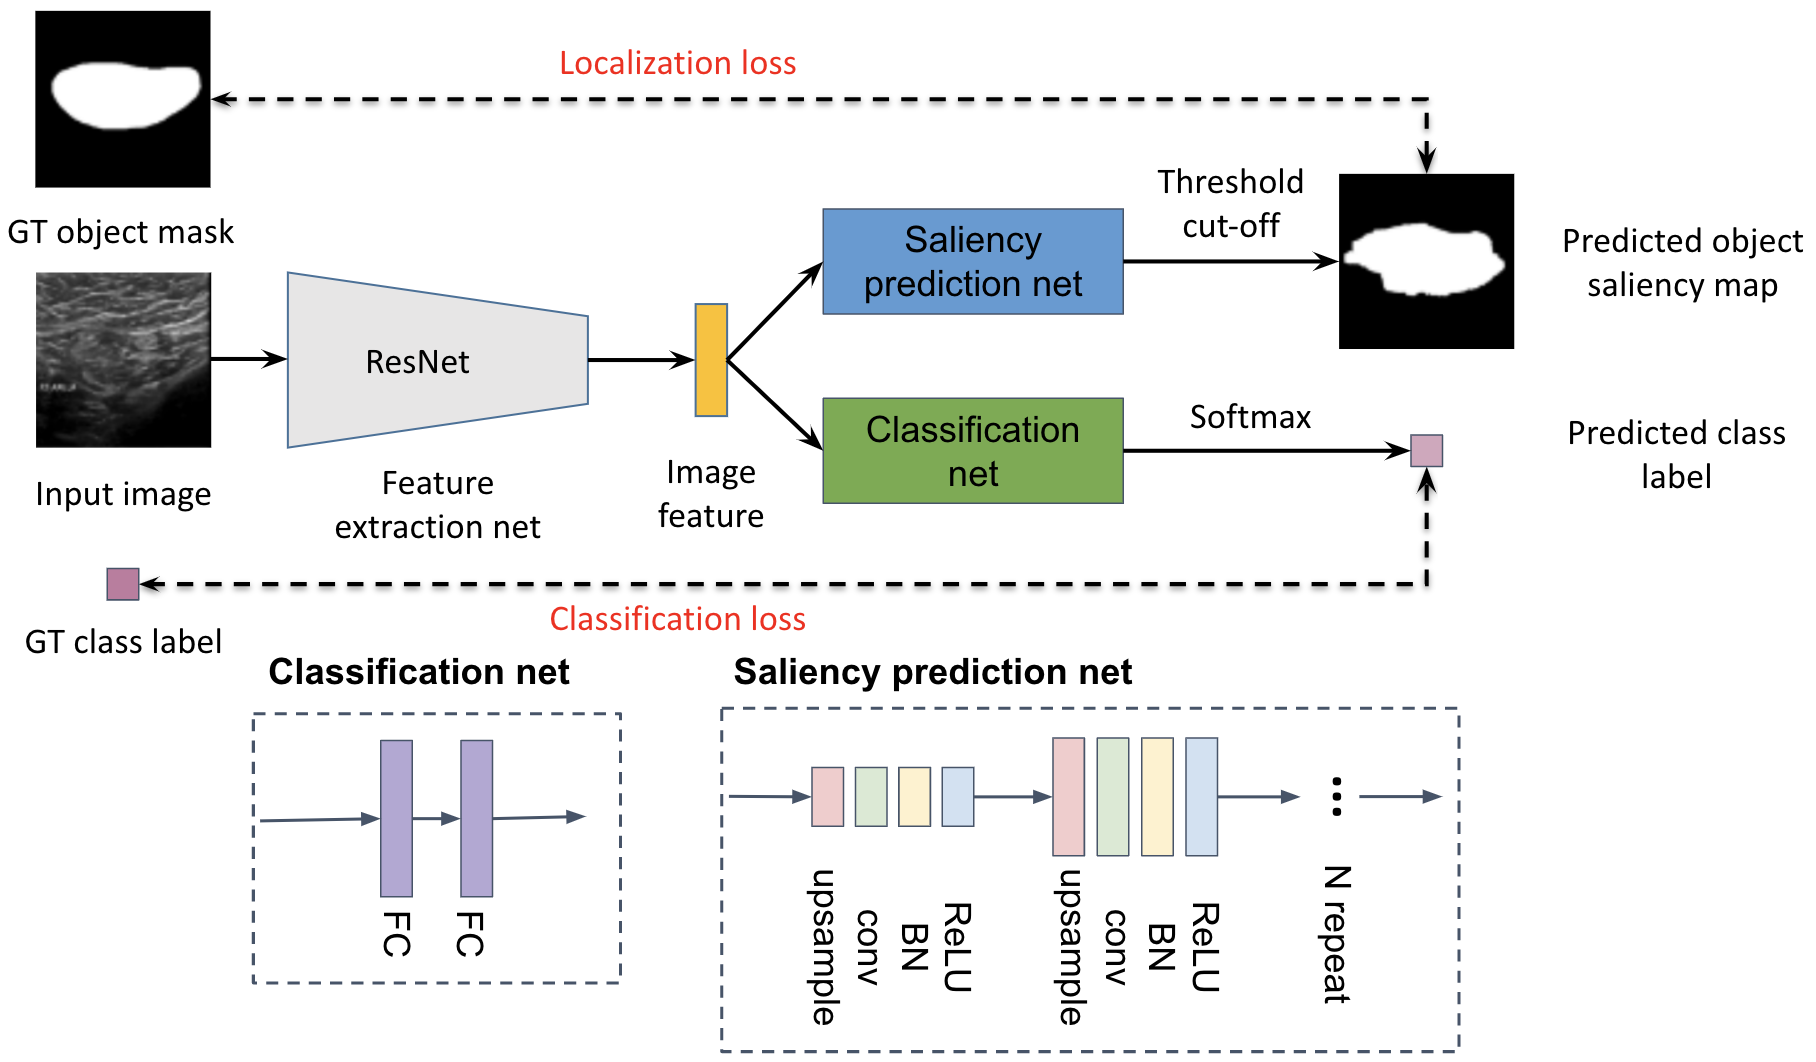 Localization loss
GT object mask
Threshold
cut-off
Saliency
prediction net
Predicted object
saliency map
ResNet
Input image
Feature
extraction net
Image
feature
Classification
net
Softmax
Predicted class
label
GT class label
Classification loss
Classification net
FC
FC
Saliency prediction net
upsample
conv
BN
ReLU
upsample
conv
BN
ReLU
N repeat